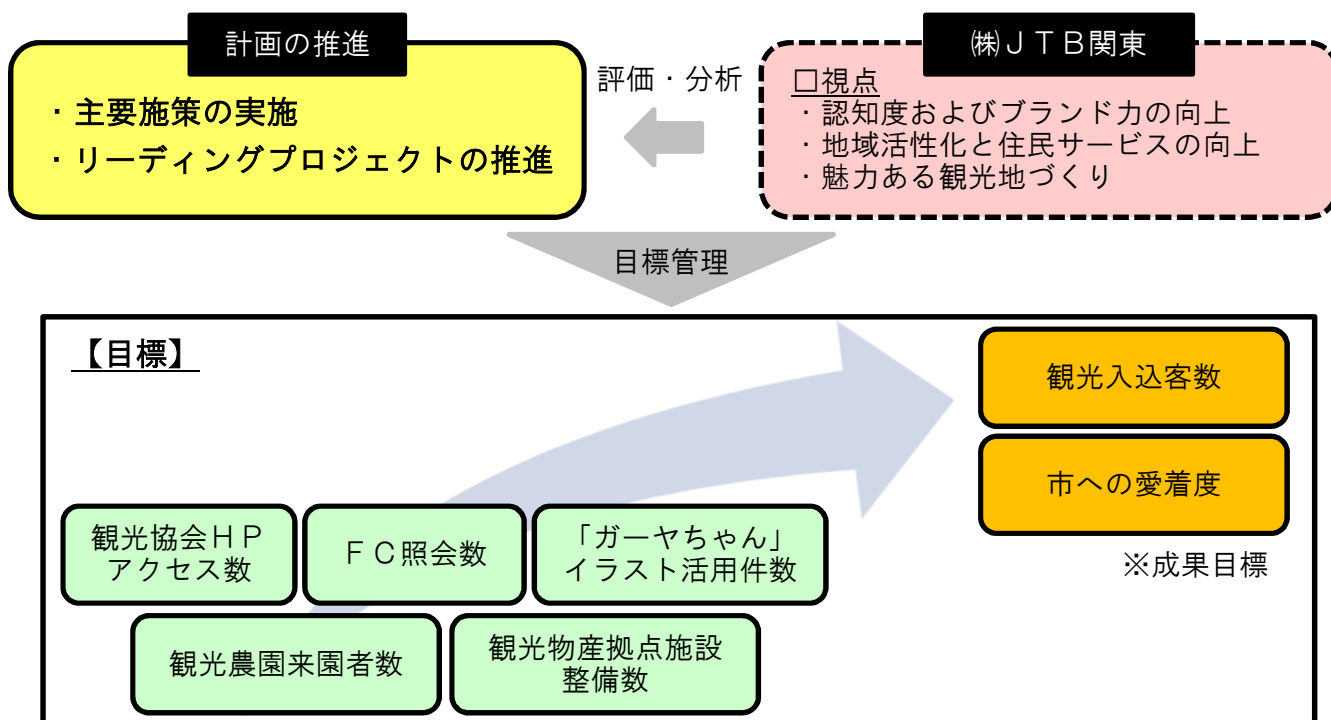 計画の推進
・主要施策の実施
・リーディングプロジェクトの推進
評価・分析
㈱ＪＴＢ関東
□視点
・認知度およびブランド力の向上
・地域活性化と住民サービスの向上
・魅力ある観光地づくり
目標管理
【目標】
観光入込客数
市への愛着度
※成果目標
観光協会ＨＰ
アクセス数
ＦＣ照会数
「ガーヤちゃん」
イラスト活用件数
観光農園来園者数
観光物産拠点施設
整備数